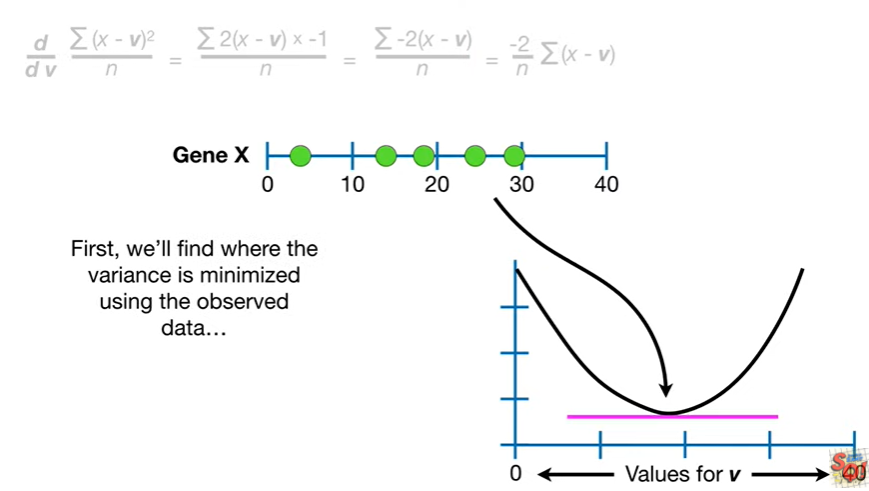 d/dv Σ(x - v)²/n = Σ 2(x - v) × -1/n = Σ -2(x - v)/n = -2/n Σ(x - v)
Gene X
0 10 20 30 40
First, we’ll find where the
variance is minimized
using the observed
data…
0 Values for v 40